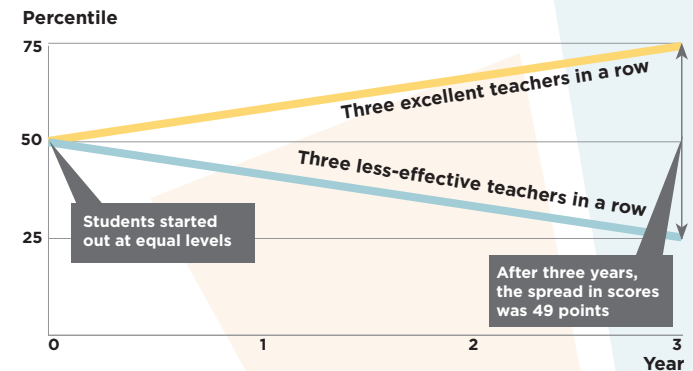 Percentile
75
Three excellent teachers in a row
50
Three less-effective teachers in a row
Students started
out at equal levels
25
After three years,
the spread in scores
was 49 points
0 1 2 3
Year